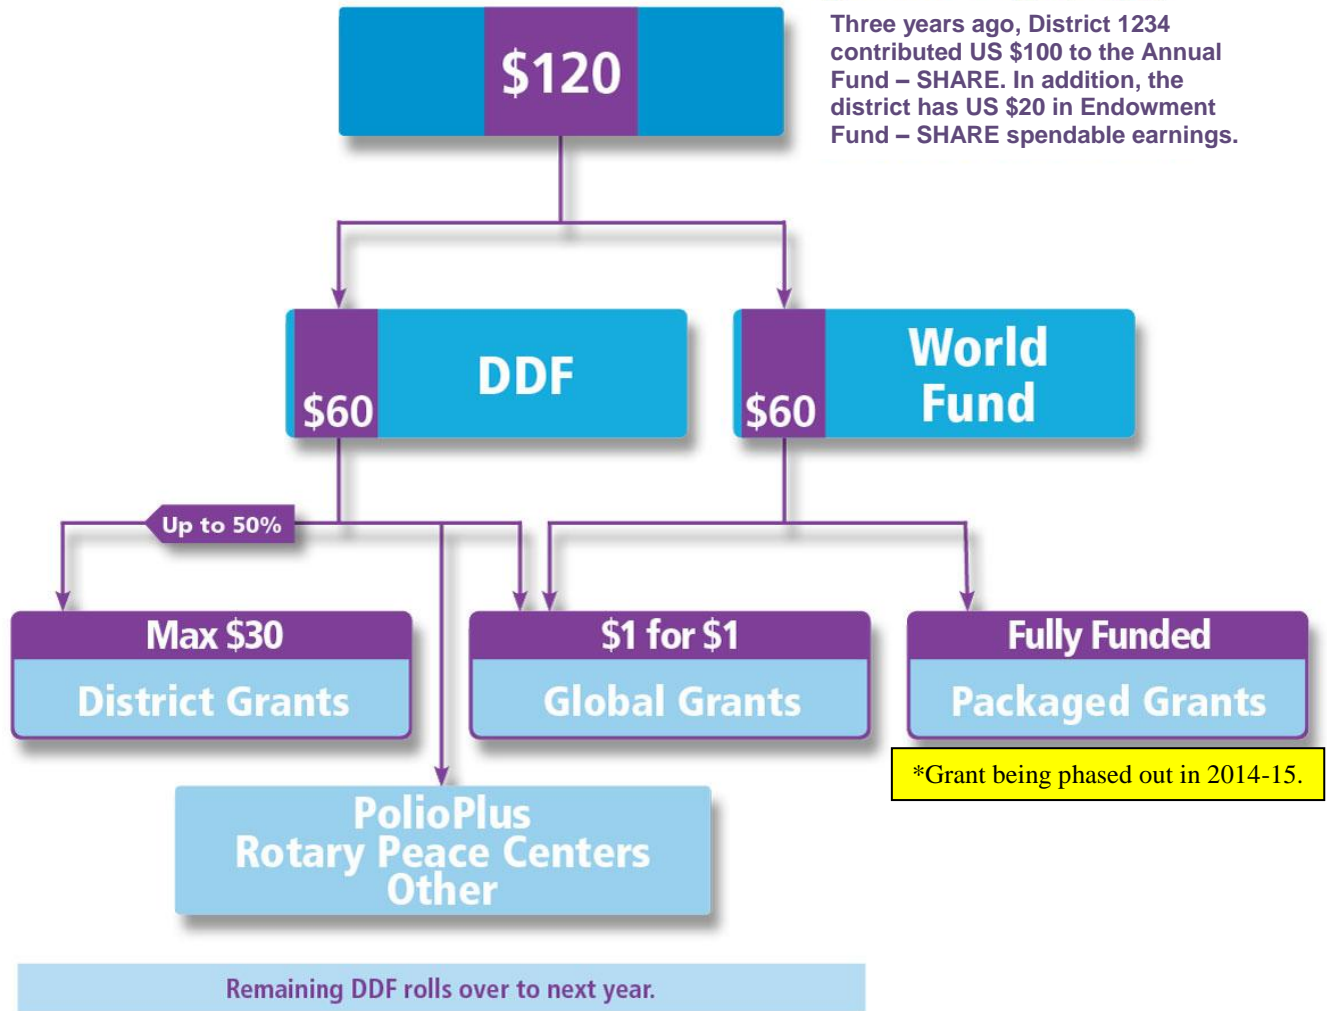 $120
Three years ago, District 1234
contributed US $100 to the Annual
Fund – SHARE. In addition, the
district has US $20 in Endowment
Fund – SHARE spendable earnings.
$60
DDF
$60
World
Fund
Up to 50%
Max $30
District Grants
$1 for $1
Global Grants
Fully Funded
Packaged Grants
*Grant being phased out in 2014-15.
PolioPlus
Rotary Peace Centers
Other
Remaining DDF rolls over to next year.